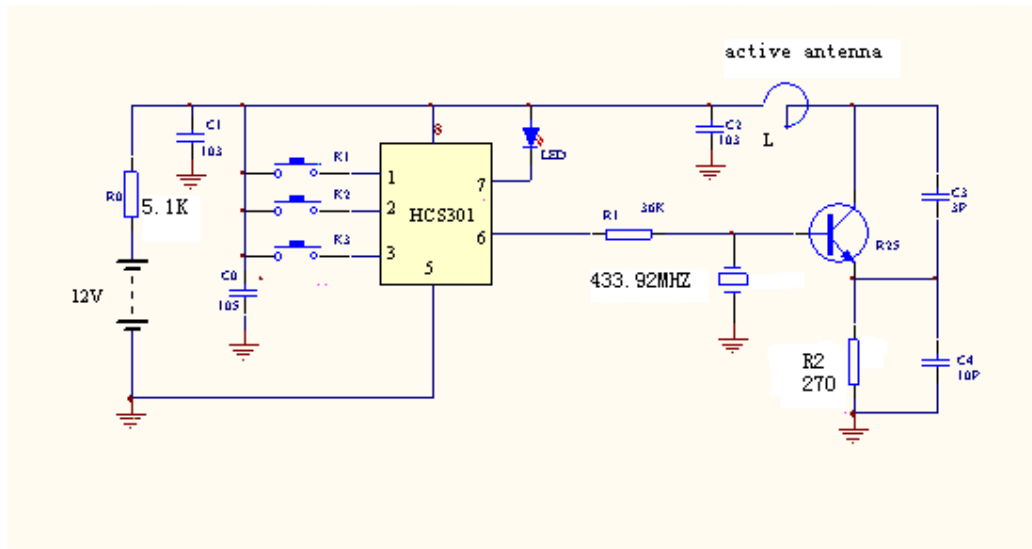 active antenna
C1
103
C2
103
L
8
LED
K1
K2
K3
1
2
3
7
6
5
HCS301
R0
5.1K
R1
36K
C3
3P
R25
12V
C0
105
433.92MHZ
R2
270
C4
10P